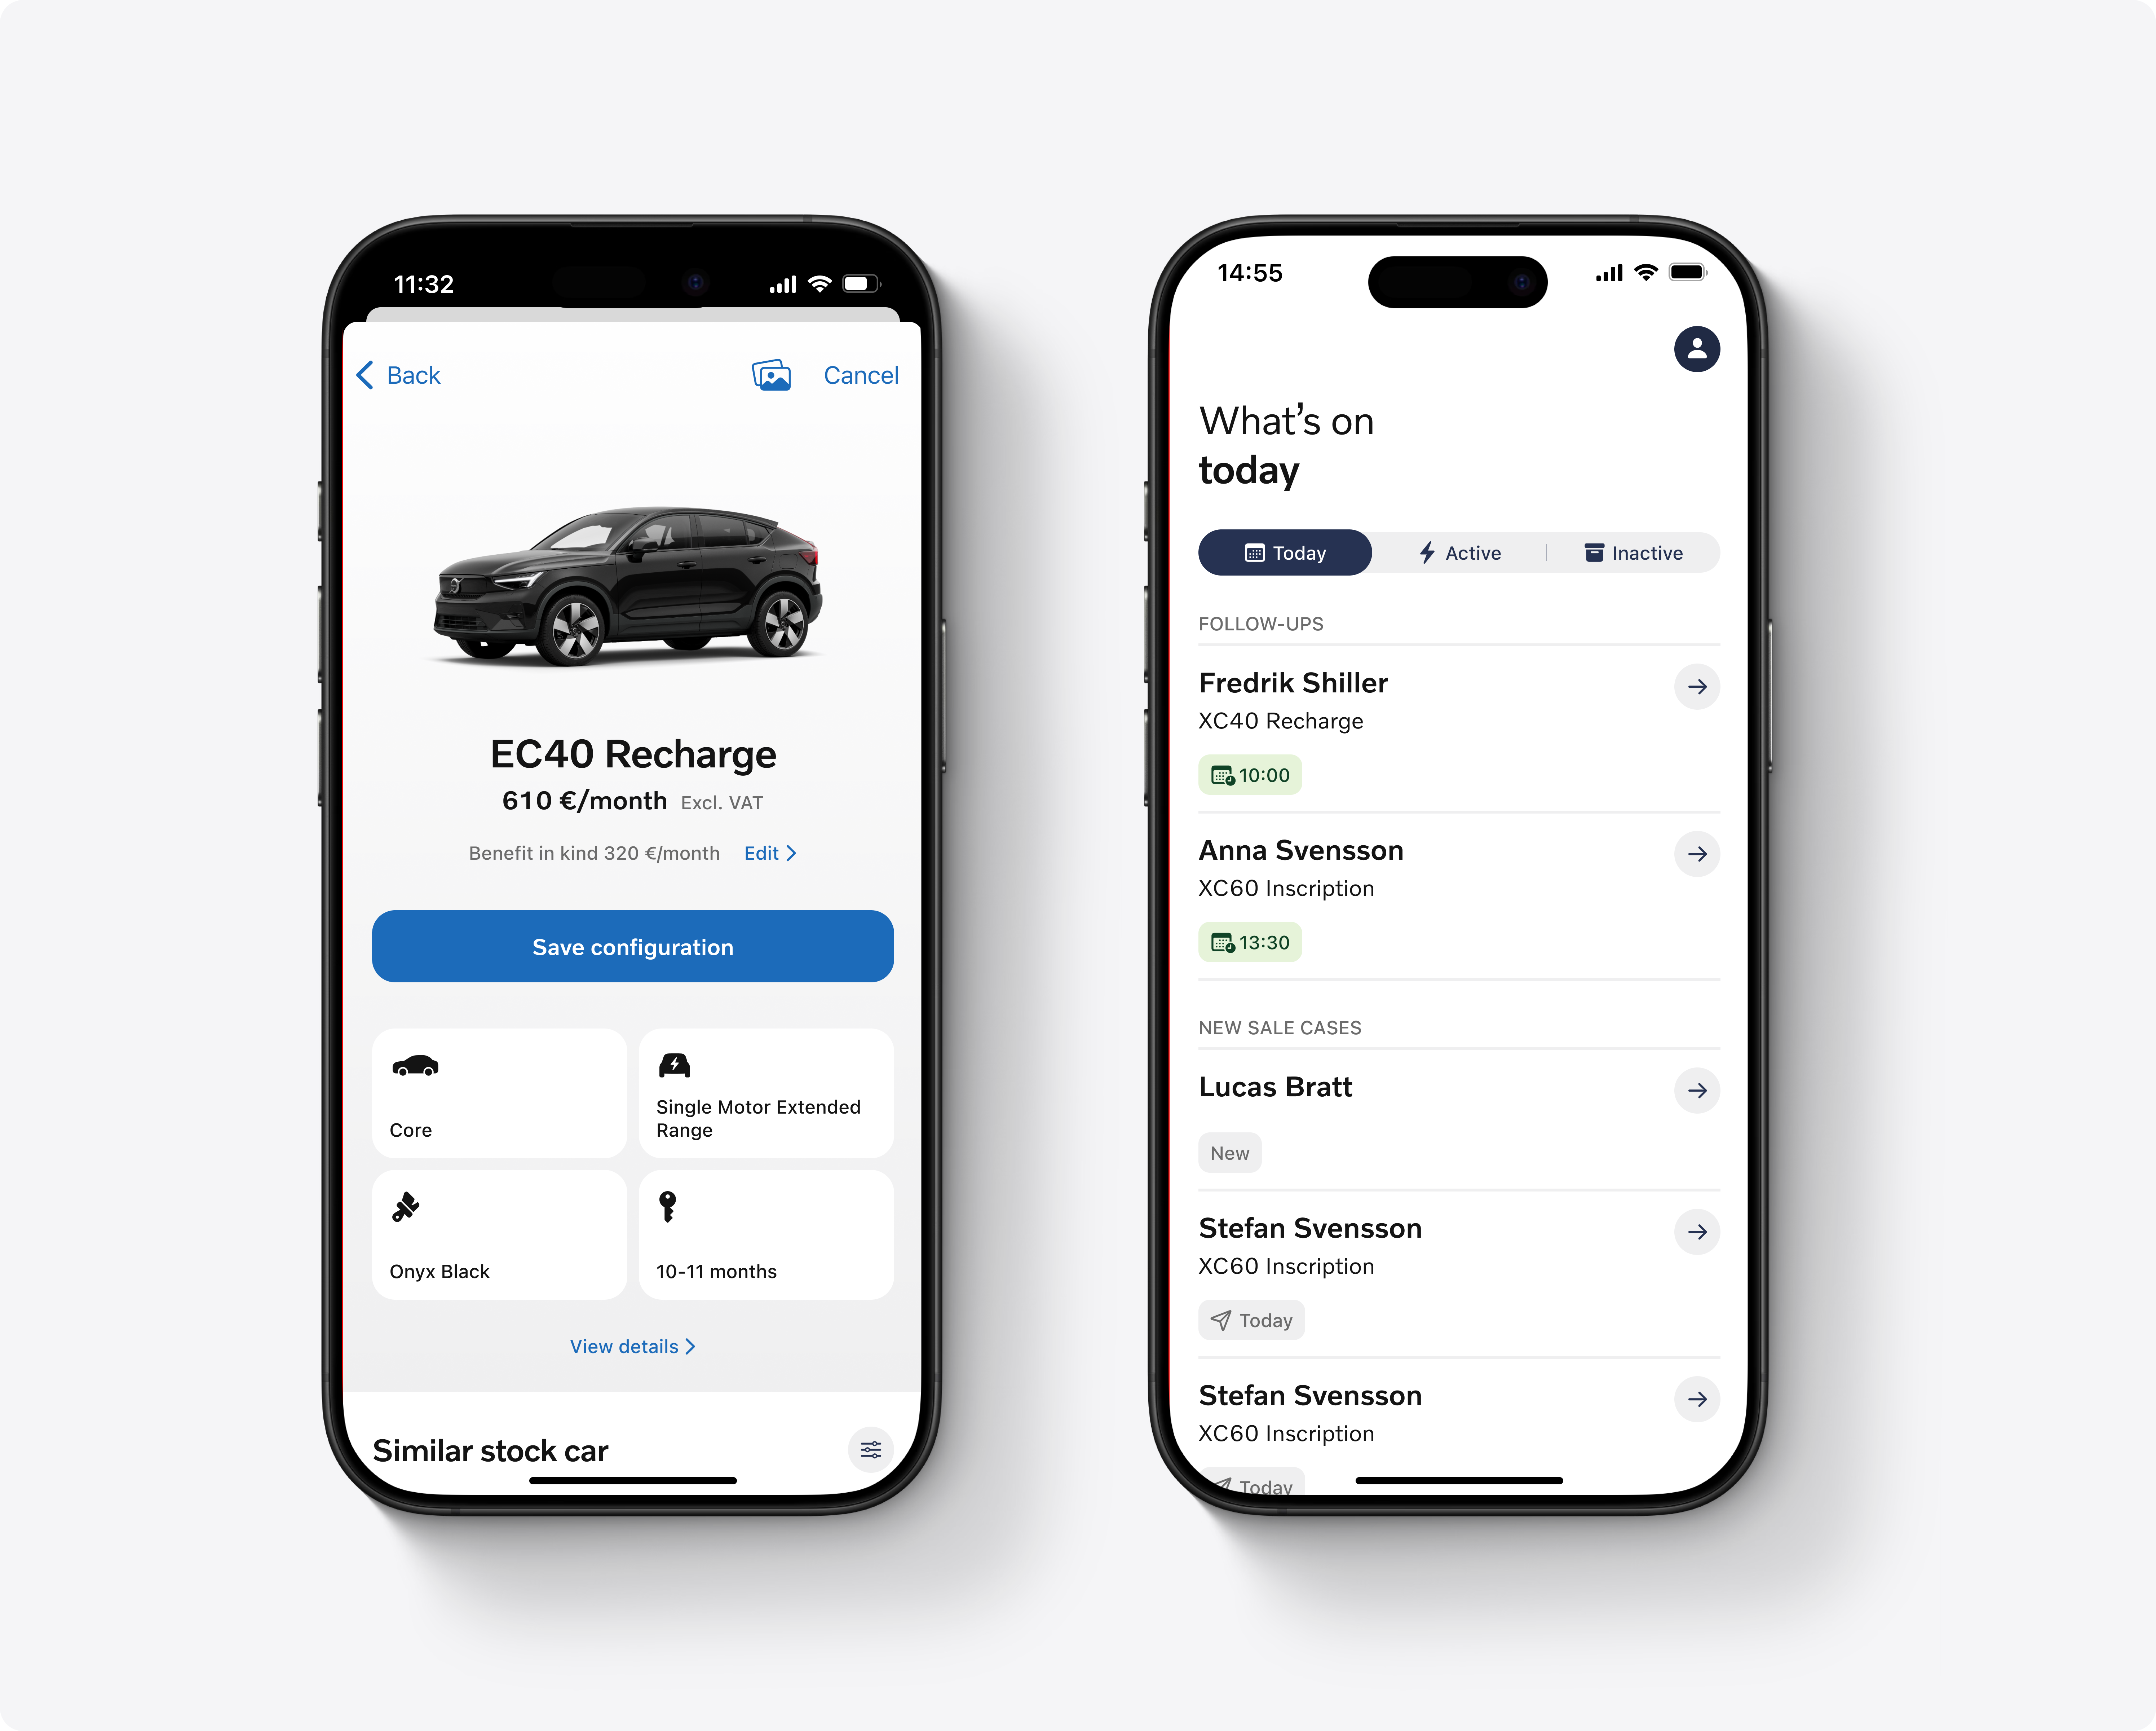 11:32
Back
Cancel
EC40 Recharge
610 €/month Excl. VAT
Benefit in kind 320 €/month Edit
Save configuration
Core
Single Motor Extended
Range
Onyx Black
10-11 months
View details
Similar stock car
14:55
What’s on
today
Today Active Inactive
FOLLOW-UPS
Fredrik Shiller
XC40 Recharge
10:00
Anna Svensson
XC60 Inscription
13:30
NEW SALE CASES
Lucas Bratt
New
Stefan Svensson
XC60 Inscription
Today
Stefan Svensson
XC60 Inscription
Today